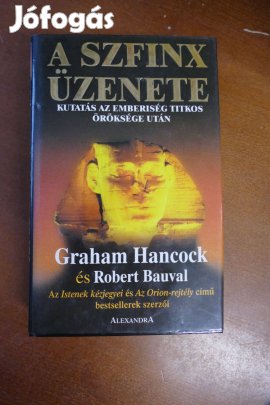 Jófogás
A SZFINX
ÜZENETE
KUTATÁS AZ EMBERISÉG TITKOS
ÖRÖKSÉGE UTÁN
Graham Hancock
és Robert Bauval
Az Istenek kézjegyei és Az Orion-rejtély című
bestsellerek szerzői
ALEXANDRA